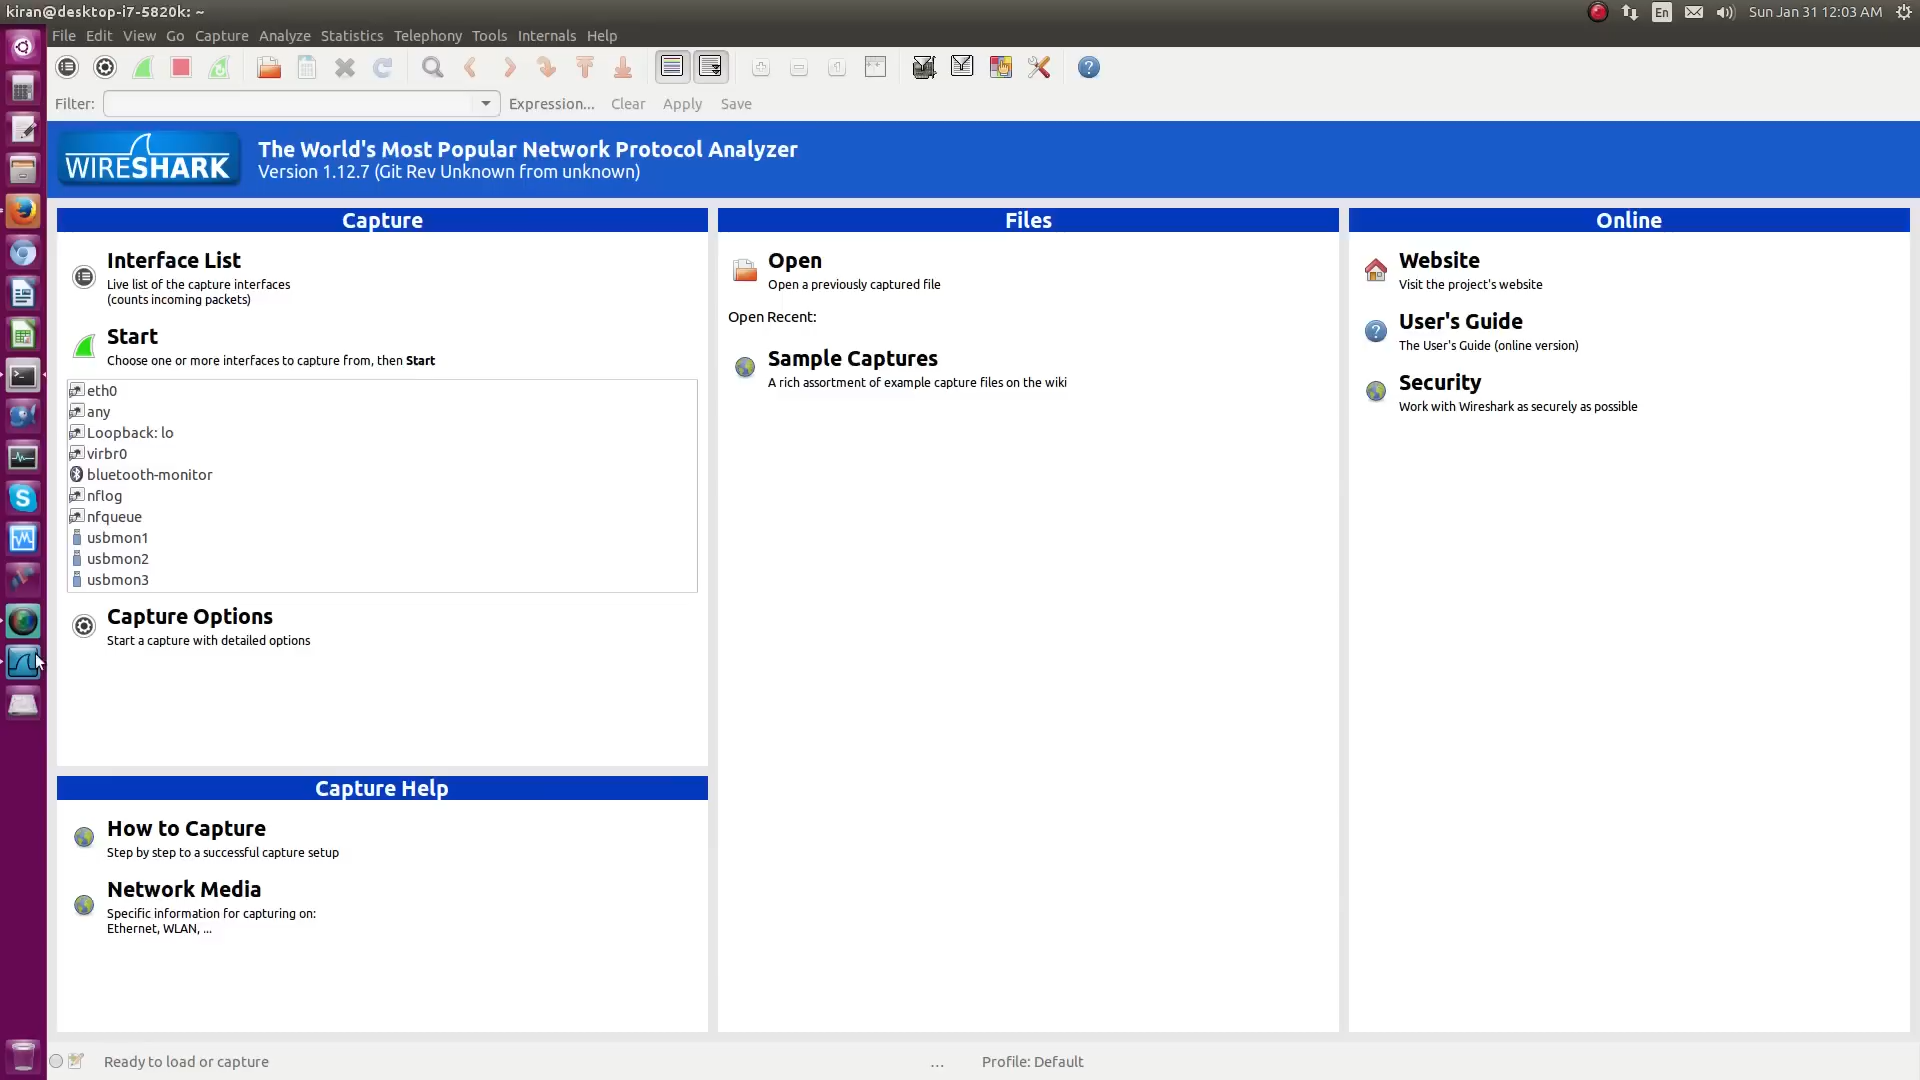 kiran@desktop-i7-5820k: ~
En
Sun Jan 31 12:03 AM
File Edit View Go Capture Analyze Statistics Telephony Tools Internals Help
Filter:
Expression... Clear Apply Save
WIRESHARK
The World's Most Popular Network Protocol Analyzer
Version 1.12.7 (Git Rev Unknown from unknown)
Capture
Interface List
Live list of the capture interfaces
(counts incoming packets)
Start
Choose one or more interfaces to capture from, then Start
eth0
any
Loopback: lo
virbr0
bluetooth-monitor
nflog
nfqueue
usbmon1
usbmon2
usbmon3
Capture Options
Start a capture with detailed options
Capture Help
How to Capture
Step by step to a successful capture setup
Network Media
Specific information for capturing on:
Ethernet, WLAN, ...
Files
Open
Open a previously captured file
Open Recent:
Sample Captures
A rich assortment of example capture files on the wiki
Online
Website
Visit the project's website
User's Guide
The User's Guide (online version)
Security
Work with Wireshark as securely as possible
Ready to load or capture
...
Profile: Default